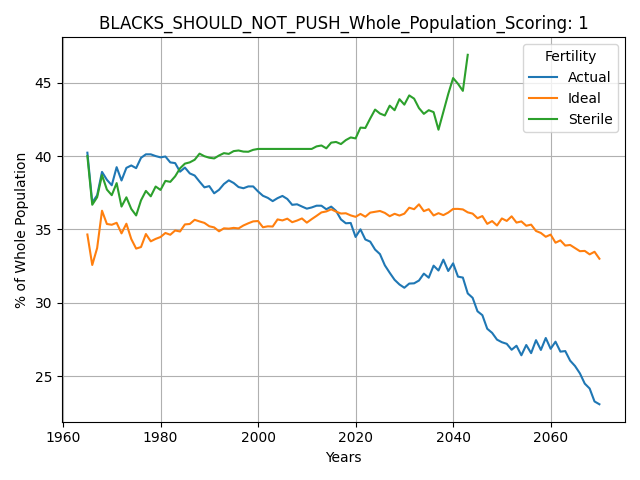 BLACKS_SHOULD_NOT_PUSH_Whole_Population_Scoring: 1
Fertility
Actual
Ideal
Sterile
% of Whole Population
45
40
35
30
25
1960
1980
2000
2020
2040
2060
Years